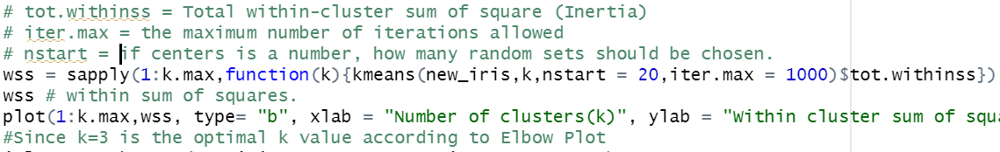 # tot.withinss = Total within-cluster sum of square (Inertia)
# iter.max = the maximum number of iterations allowed
# nstart = if centers is a number, how many random sets should be chosen.
wss = sapply(1:k.max,function(k){kmeans(new_iris,k,nstart = 20,iter.max = 1000)$tot.withinss})
wss # within sum of squares.
plot(1:k.max,wss, type= "b", xlab = "Number of clusters(k)", ylab = "Within cluster sum of squ
#Since k=3 is the optimal k value according to Elbow Plot